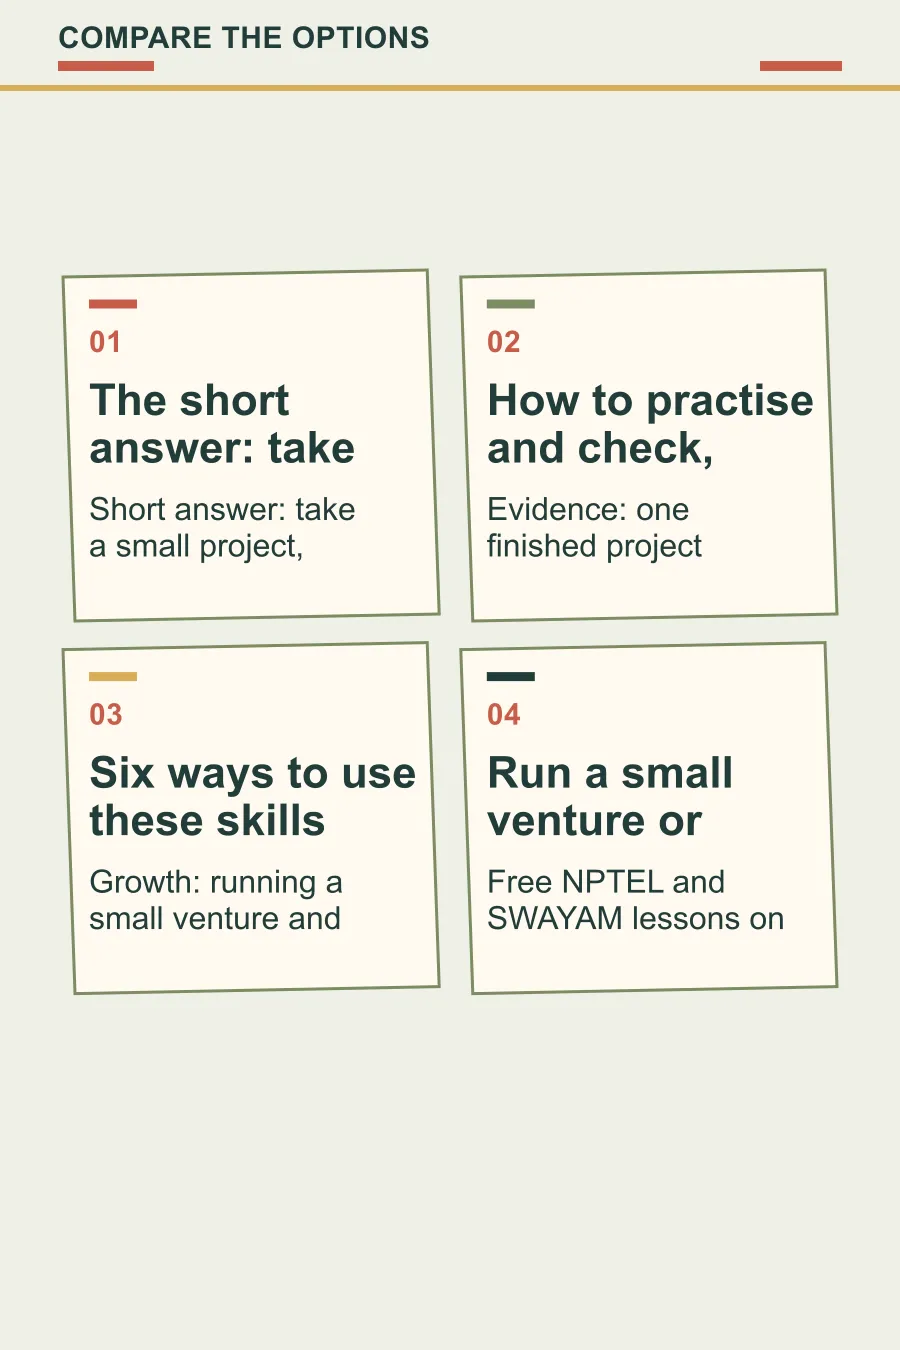 COMPARE THE OPTIONS
01
The short
answer: take
Short answer: take
a small project,
02
How to practise
and check,
Evidence: one
finished project
03
Six ways to use
these skills
Growth: running a
small venture and
04
Run a small
venture or
Free NPTEL and
SWAYAM lessons on